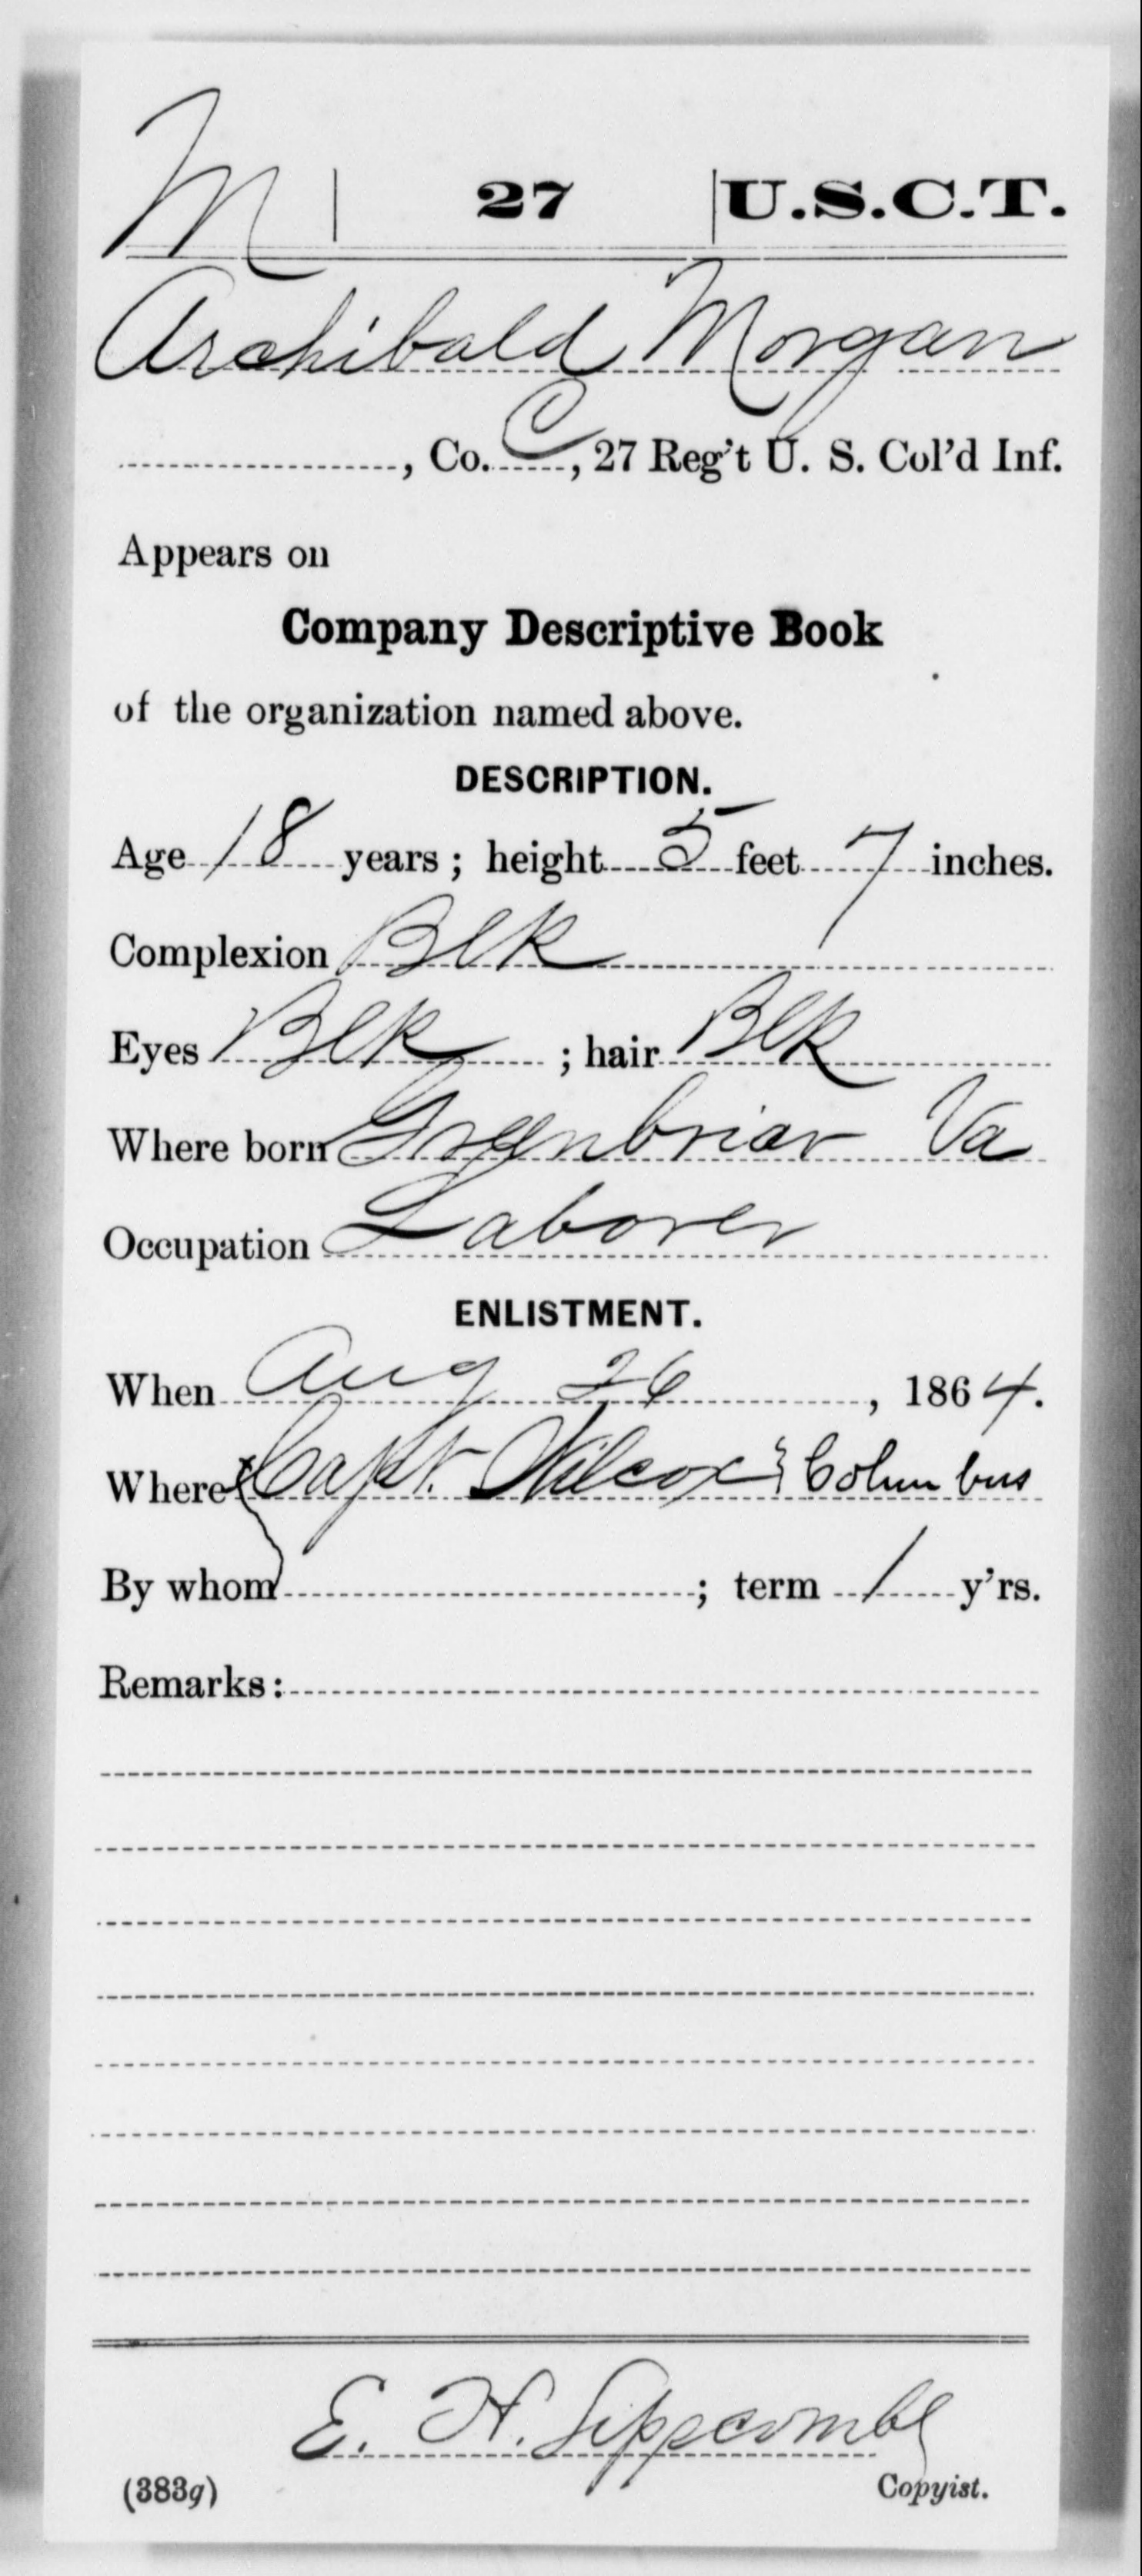 M | 27 | U.S.C.T.
Archibald Morgan
, Co. C, 27 Reg't U. S. Col'd Inf.
Appears on
Company Descriptive Book
of the organization named above.
DESCRIPTION.
Age 18 years; height 5 feet 7 inches.
Complexion Blk
Eyes Blk; hair Blk
Where born Greenbriar Va
Occupation Laborer
ENLISTMENT.
When Aug 26, 1864.
Where Capt. Wilcox Columbus
By whom ; term 1 y'rs.
Remarks:
E. H. Lippscombe
(383g) Copyist.